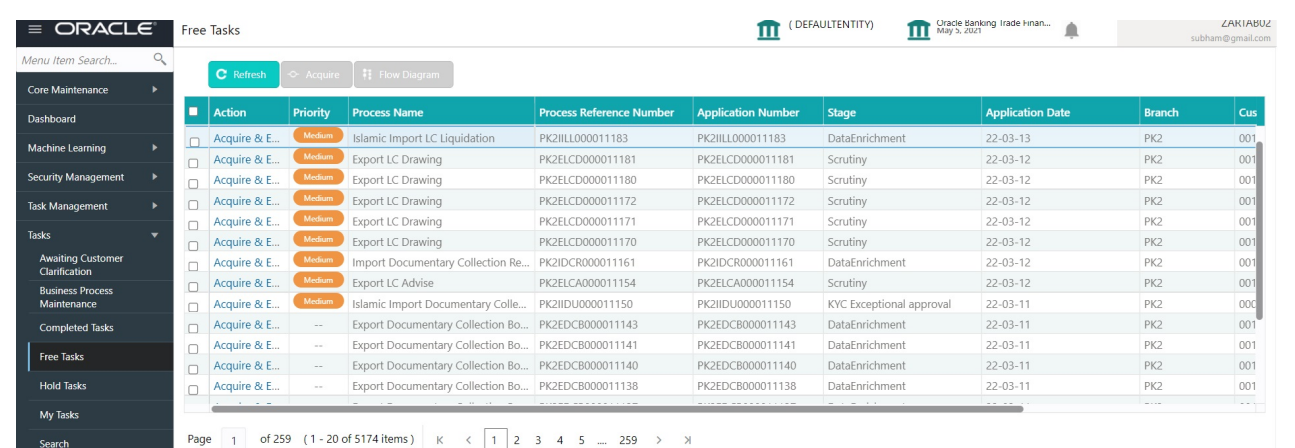 ORACLE
Free Tasks
( DEFAULTENTITY)
Oracle Banking Trade Finan...
May 5, 2021
ZARTAB02
subham@gmail.com
Menu Item Search...
Core Maintenance
Dashboard
Machine Learning
Security Management
Task Management
Tasks
Awaiting Customer
Clarification
Business Process
Maintenance
Completed Tasks
Free Tasks
Hold Tasks
My Tasks
Search
Refresh Acquire Flow Diagram
Action Priority Process Name Process Reference Number Application Number Stage Application Date Branch Cus
Acquire & E... Medium Islamic Import LC Liquidation PK2IILL000011183 PK2IILL000011183 DataEnrichment 22-03-13 PK2 001
Acquire & E... Medium Export LC Drawing PK2ELCD000011181 PK2ELCD000011181 Scrutiny 22-03-12 PK2 001
Acquire & E... Medium Export LC Drawing PK2ELCD000011180 PK2ELCD000011180 Scrutiny 22-03-12 PK2 001
Acquire & E... Medium Export LC Drawing PK2ELCD000011172 PK2ELCD000011172 Scrutiny 22-03-12 PK2 001
Acquire & E... Medium Export LC Drawing PK2ELCD000011171 PK2ELCD000011171 Scrutiny 22-03-12 PK2 001
Acquire & E... Medium Export LC Drawing PK2ELCD000011170 PK2ELCD000011170 Scrutiny 22-03-12 PK2 001
Acquire & E... Medium Import Documentary Collection Re... PK2IDCR000011161 PK2IDCR000011161 DataEnrichment 22-03-12 PK2 001
Acquire & E... Medium Export LC Advise PK2ELCA000011154 PK2ELCA000011154 Scrutiny 22-03-12 PK2 001
Acquire & E... Medium Islamic Import Documentary Colle... PK2IIDU000011150 PK2IIDU000011150 KYC Exceptional approval 22-03-11 PK2 000
Acquire & E... -- Export Documentary Collection Bo... PK2EDCB000011143 PK2EDCB000011143 DataEnrichment 22-03-11 PK2 001
Acquire & E... -- Export Documentary Collection Bo... PK2EDCB000011141 PK2EDCB000011141 DataEnrichment 22-03-11 PK2 001
Acquire & E... -- Export Documentary Collection Bo... PK2EDCB000011140 PK2EDCB000011140 DataEnrichment 22-03-11 PK2 001
Acquire & E... -- Export Documentary Collection Bo... PK2EDCB000011138 PK2EDCB000011138 DataEnrichment 22-03-11 PK2 001
Page 1 of 259 ( 1 - 20 of 5174 items ) K < 1 2 3 4 5 .... 259 >